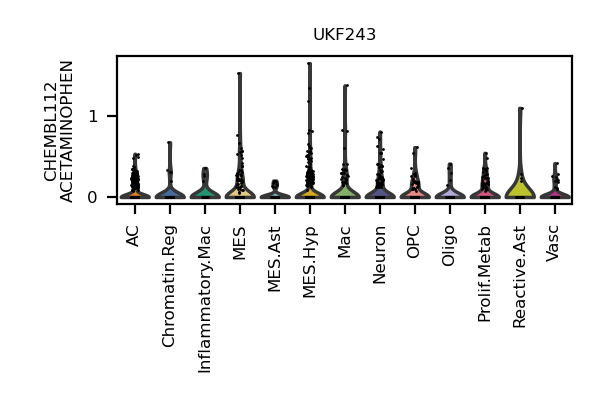 UKF243
CHEMBL112
ACETAMINOPHEN
1
0
AC
Chromatin.Reg
Inflammatory.Mac
MES
MES.Ast
MES.Hyp
Mac
Neuron
OPC
Oligo
Prolif.Metab
Reactive.Ast
Vasc